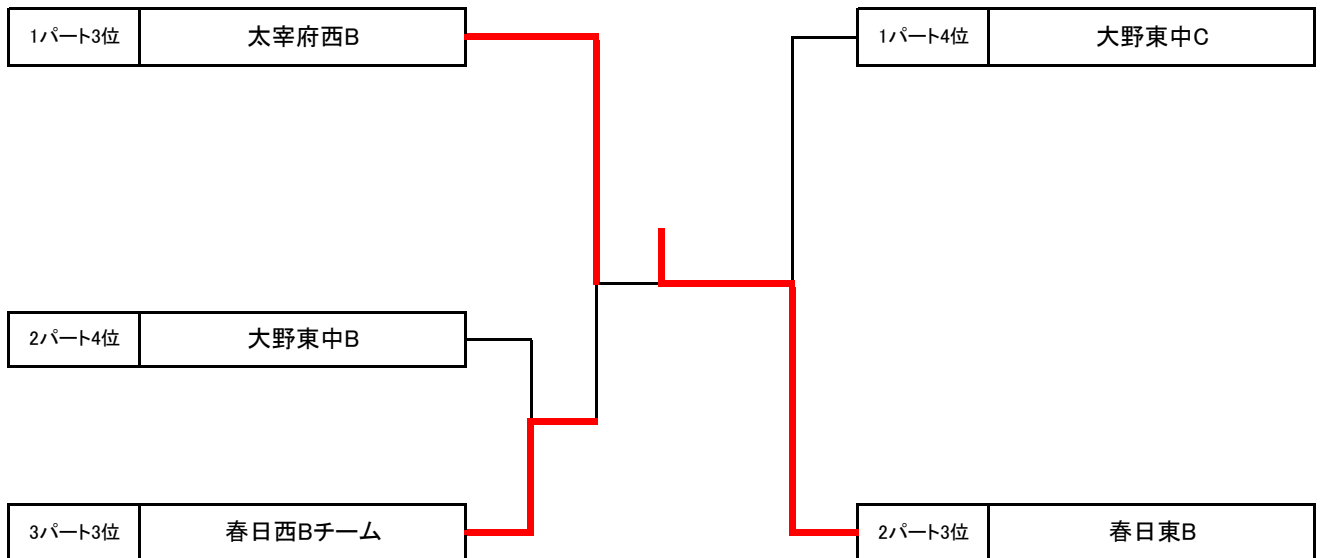 1パート3位 太宰府西B
1パート4位 大野東中C
2パート4位 大野東中B
3パート3位 春日西Bチーム
2パート3位 春日東B